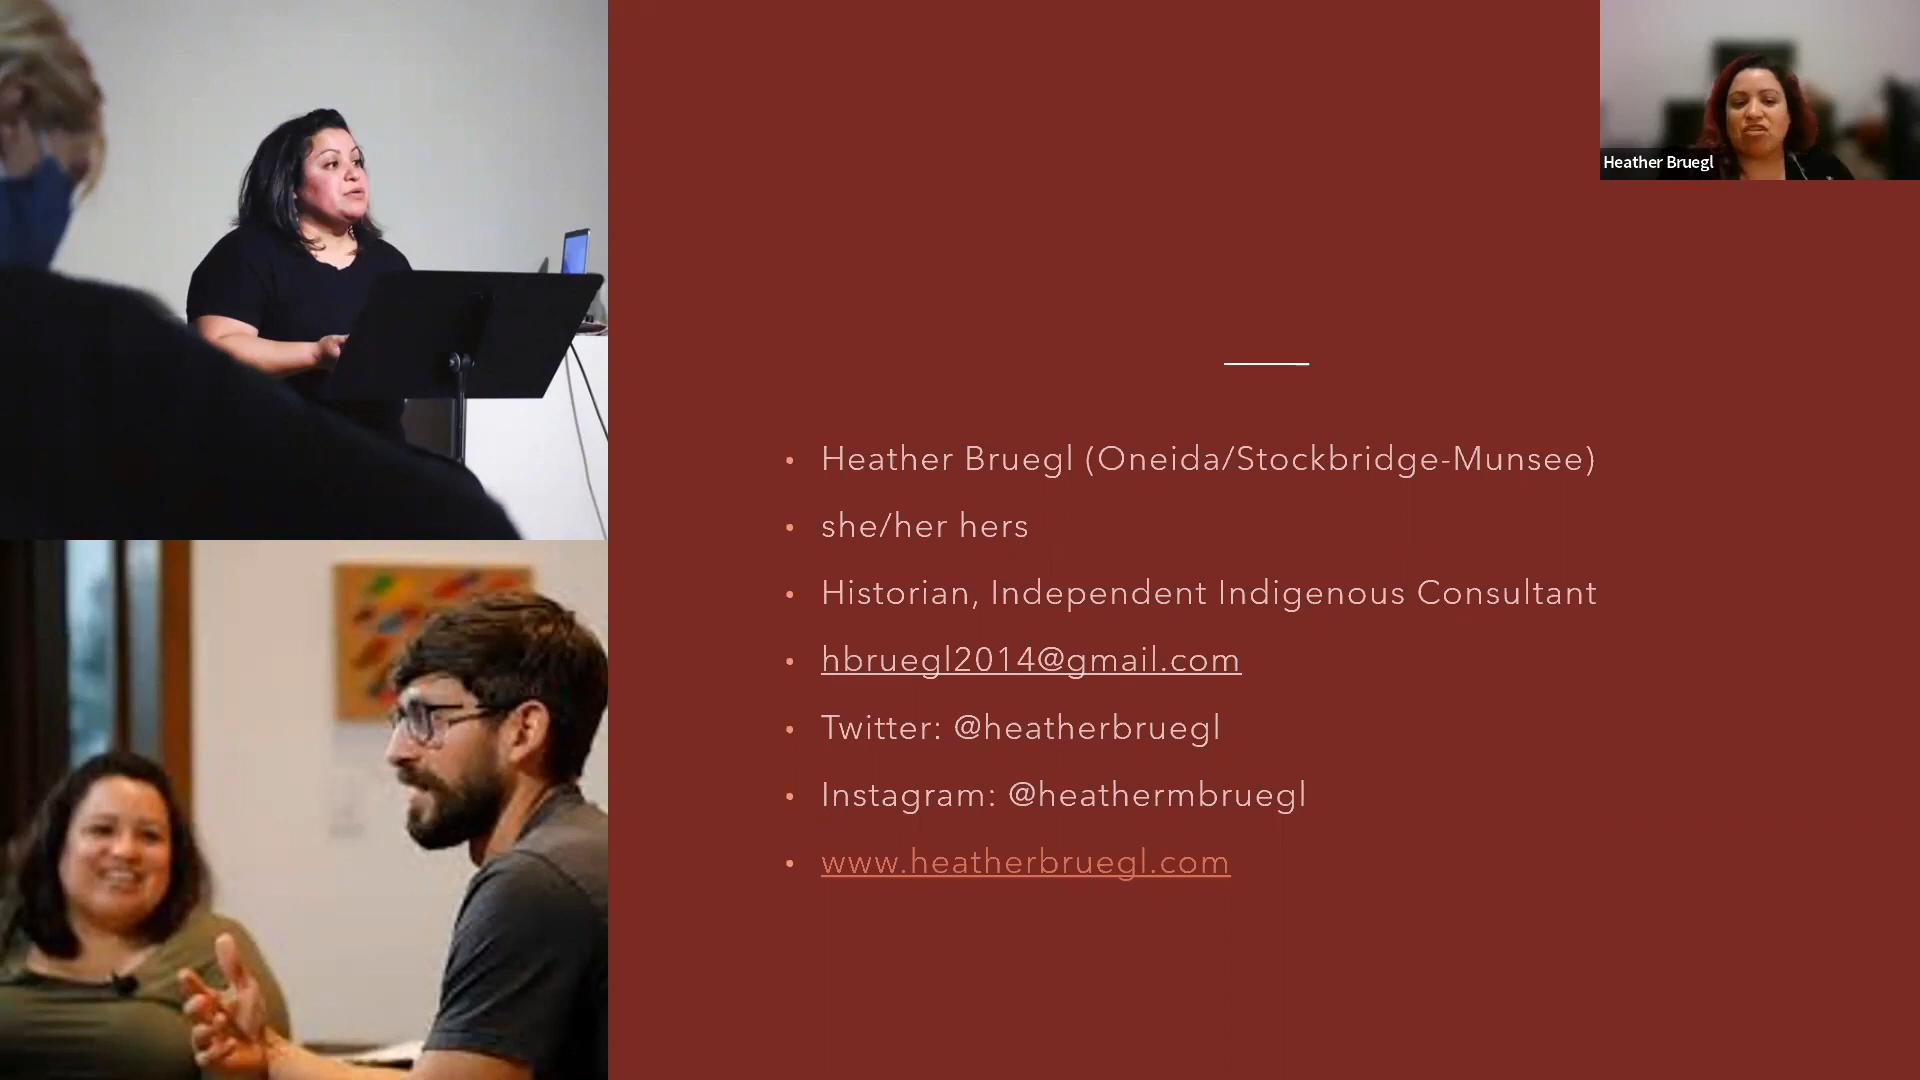 Heather Bruegl
Heather Bruegl (Oneida/Stockbridge-Munsee)
she/her hers
Historian, Independent Indigenous Consultant
hbruegl2014@gmail.com
Twitter: @heatherbruegl
Instagram: @heathermbruegl
www.heatherbruegl.com